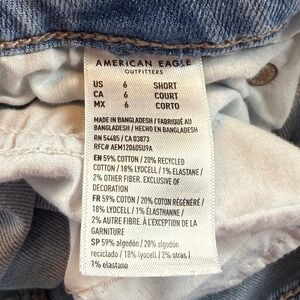 AMERICAN EAGLE
OUTFITTERS
US 6 SHORT
CA 6 COURT
MX 6 CORTO
MADE IN BANGLADESH / FABRIQUÉ AU
BANGLADESH / HECHO EN BANGLADESH
RN 54485 / CA 03873
RFC# AEM120605U9A
EN 59% COTTON / 20% RECYCLED
COTTON / 18% LYOCELL / 1% ELASTANE /
2% OTHER FIBER. EXCLUSIVE OF
DECORATION
FR 59% COTON / 20% COTON RÉGÉNÉRÉ /
18% LYOCELL / 1% ÉLASTHANNE /
2% AUTRE FIBRE. À L'EXCEPTION DE LA
GARNITURE
SP 59% algodón / 20% algodón
reciclado / 18% lyocell / 2% otras /
1% elastano